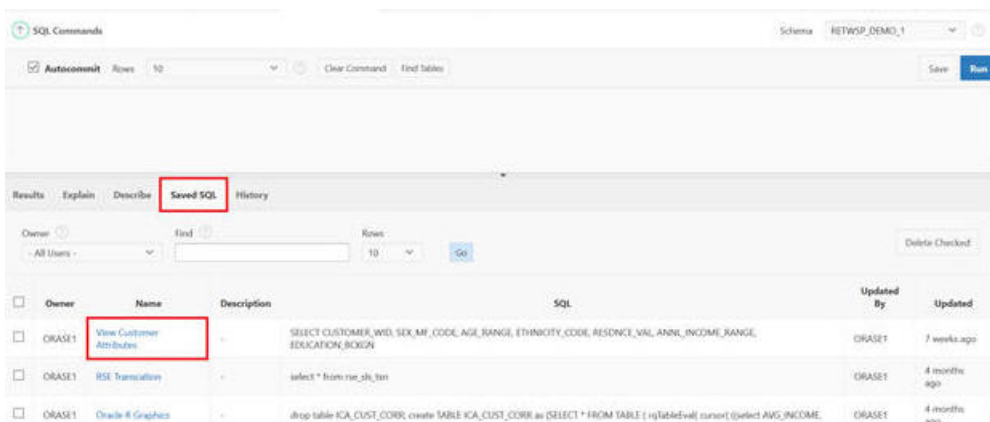 SQL Commands Schema RETWSP_DEMO_1
Autocommit Rows 10 Clear Command Find Tables Save Run
Results Explain Describe Saved SQL History
Owner Find Rows
- All Users - 10 Go Delete Checked
Owner Name Description SQL Updated By Updated
ORASE1 View Customer Attributes - SELECT CUSTOMER_WID, SEX_MF_CODE, AGE_RANGE, ETHNICITY_CODE, RESDNCE_VAL, ANNL_INCOME_RANGE, EDUCATION_BCKGN ORASE1 7 weeks ago
ORASE1 RSE Transcation - select * from rse_sls_txn ORASE1 4 months ago
ORASE1 Oracle R Graphics - drop table ICA_CUST_CORR; create TABLE ICA_CUST_CORR as (SELECT * FROM TABLE ( rqTableEval( cursor( (select AVG_INCOME, ORASE1 4 months ago